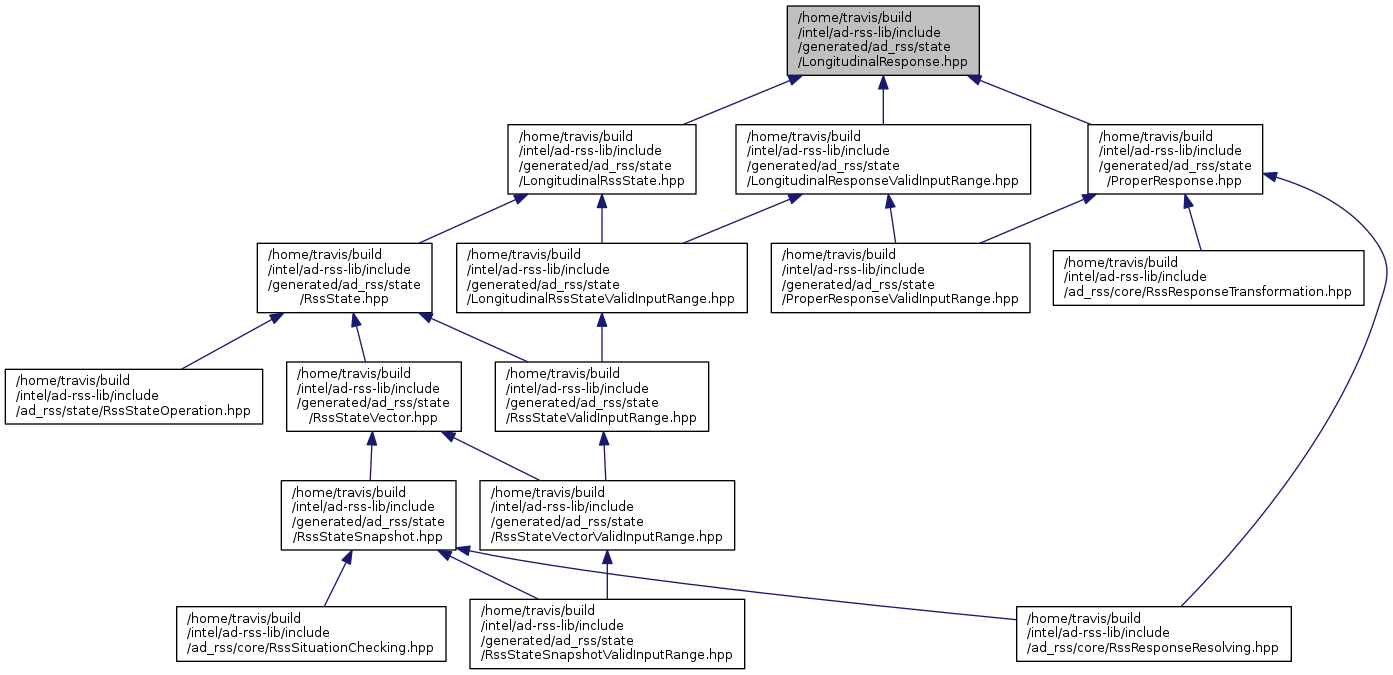 /home/travis/build
/intel/ad-rss-lib/include
/generated/ad_rss/state
/LongitudinalResponse.hpp
/home/travis/build
/intel/ad-rss-lib/include
/generated/ad_rss/state
/LongitudinalRssState.hpp
/home/travis/build
/intel/ad-rss-lib/include
/generated/ad_rss/state
/LongitudinalResponseValidInputRange.hpp
/home/travis/build
/intel/ad-rss-lib/include
/generated/ad_rss/state
/ProperResponse.hpp
/home/travis/build
/intel/ad-rss-lib/include
/generated/ad_rss/state
/RssState.hpp
/home/travis/build
/intel/ad-rss-lib/include
/generated/ad_rss/state
/LongitudinalRssStateValidInputRange.hpp
/home/travis/build
/intel/ad-rss-lib/include
/generated/ad_rss/state
/ProperResponseValidInputRange.hpp
/home/travis/build
/intel/ad-rss-lib/include
/ad_rss/core/RssResponseTransformation.hpp
/home/travis/build
/intel/ad-rss-lib/include
/ad_rss/state/RssStateOperation.hpp
/home/travis/build
/intel/ad-rss-lib/include
/generated/ad_rss/state
/RssStateVector.hpp
/home/travis/build
/intel/ad-rss-lib/include
/generated/ad_rss/state
/RssStateValidInputRange.hpp
/home/travis/build
/intel/ad-rss-lib/include
/generated/ad_rss/state
/RssStateSnapshot.hpp
/home/travis/build
/intel/ad-rss-lib/include
/generated/ad_rss/state
/RssStateVectorValidInputRange.hpp
/home/travis/build
/intel/ad-rss-lib/include
/ad_rss/core/RssSituationChecking.hpp
/home/travis/build
/intel/ad-rss-lib/include
/generated/ad_rss/state
/RssStateSnapshotValidInputRange.hpp
/home/travis/build
/intel/ad-rss-lib/include
/ad_rss/core/RssResponseResolving.hpp